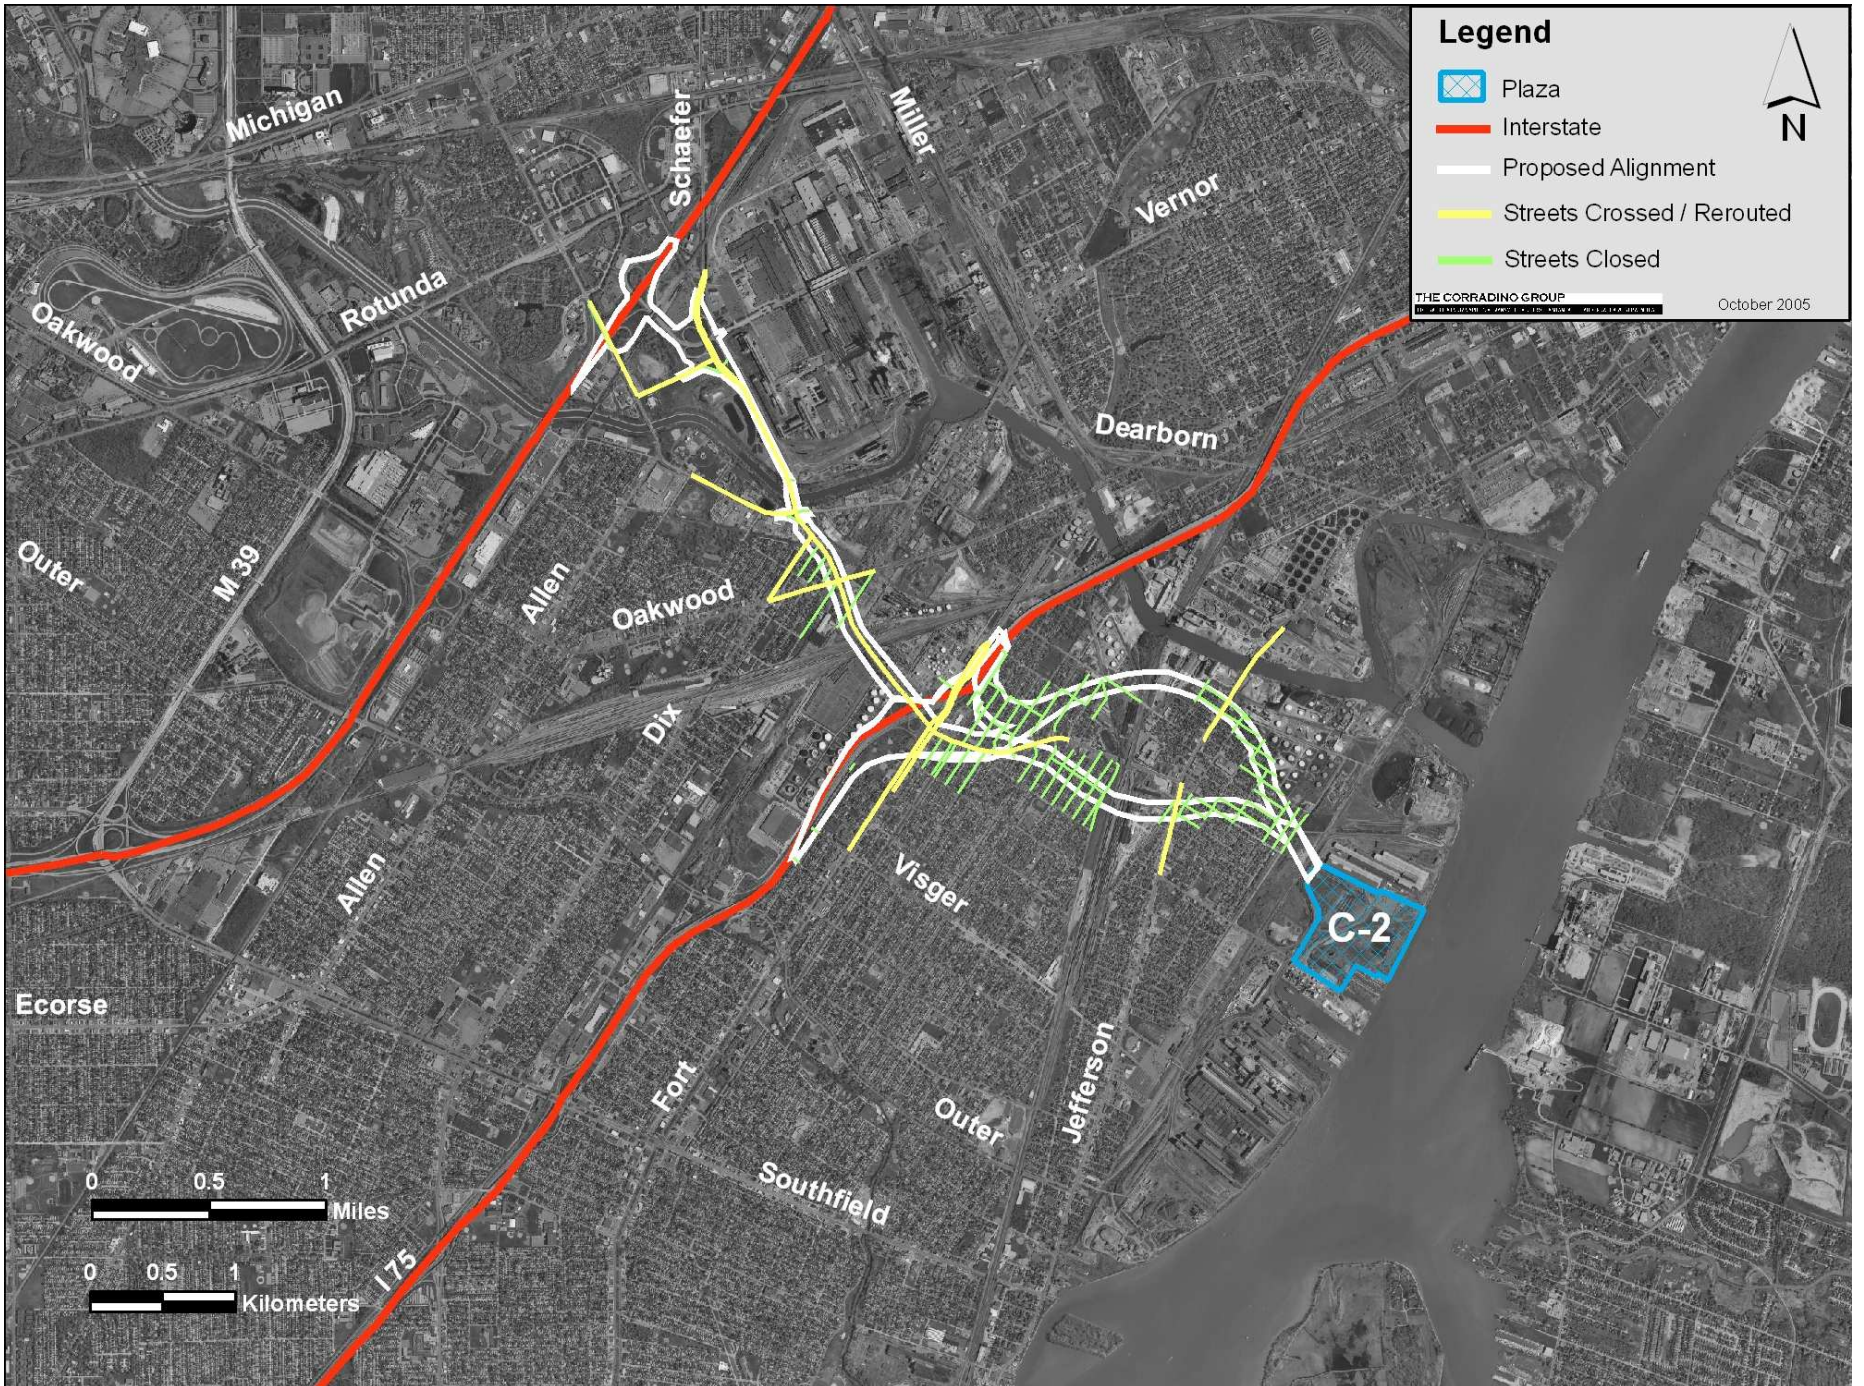 Legend
Plaza
Interstate
Proposed Alignment
Streets Crossed / Rerouted
Streets Closed
THE CORRADINO GROUP
October 2005
N
Michigan
Schaefer
Miller
Vernor
Rotunda
Oakwood
Dearborn
Outer
M 39
Allen
Oakwood
Dix
Visger
Allen
C-2
Ecorse
Fort
Jefferson
Outer
Southfield
I 75
0 0.5 1
Miles
0 0.5 1
Kilometers